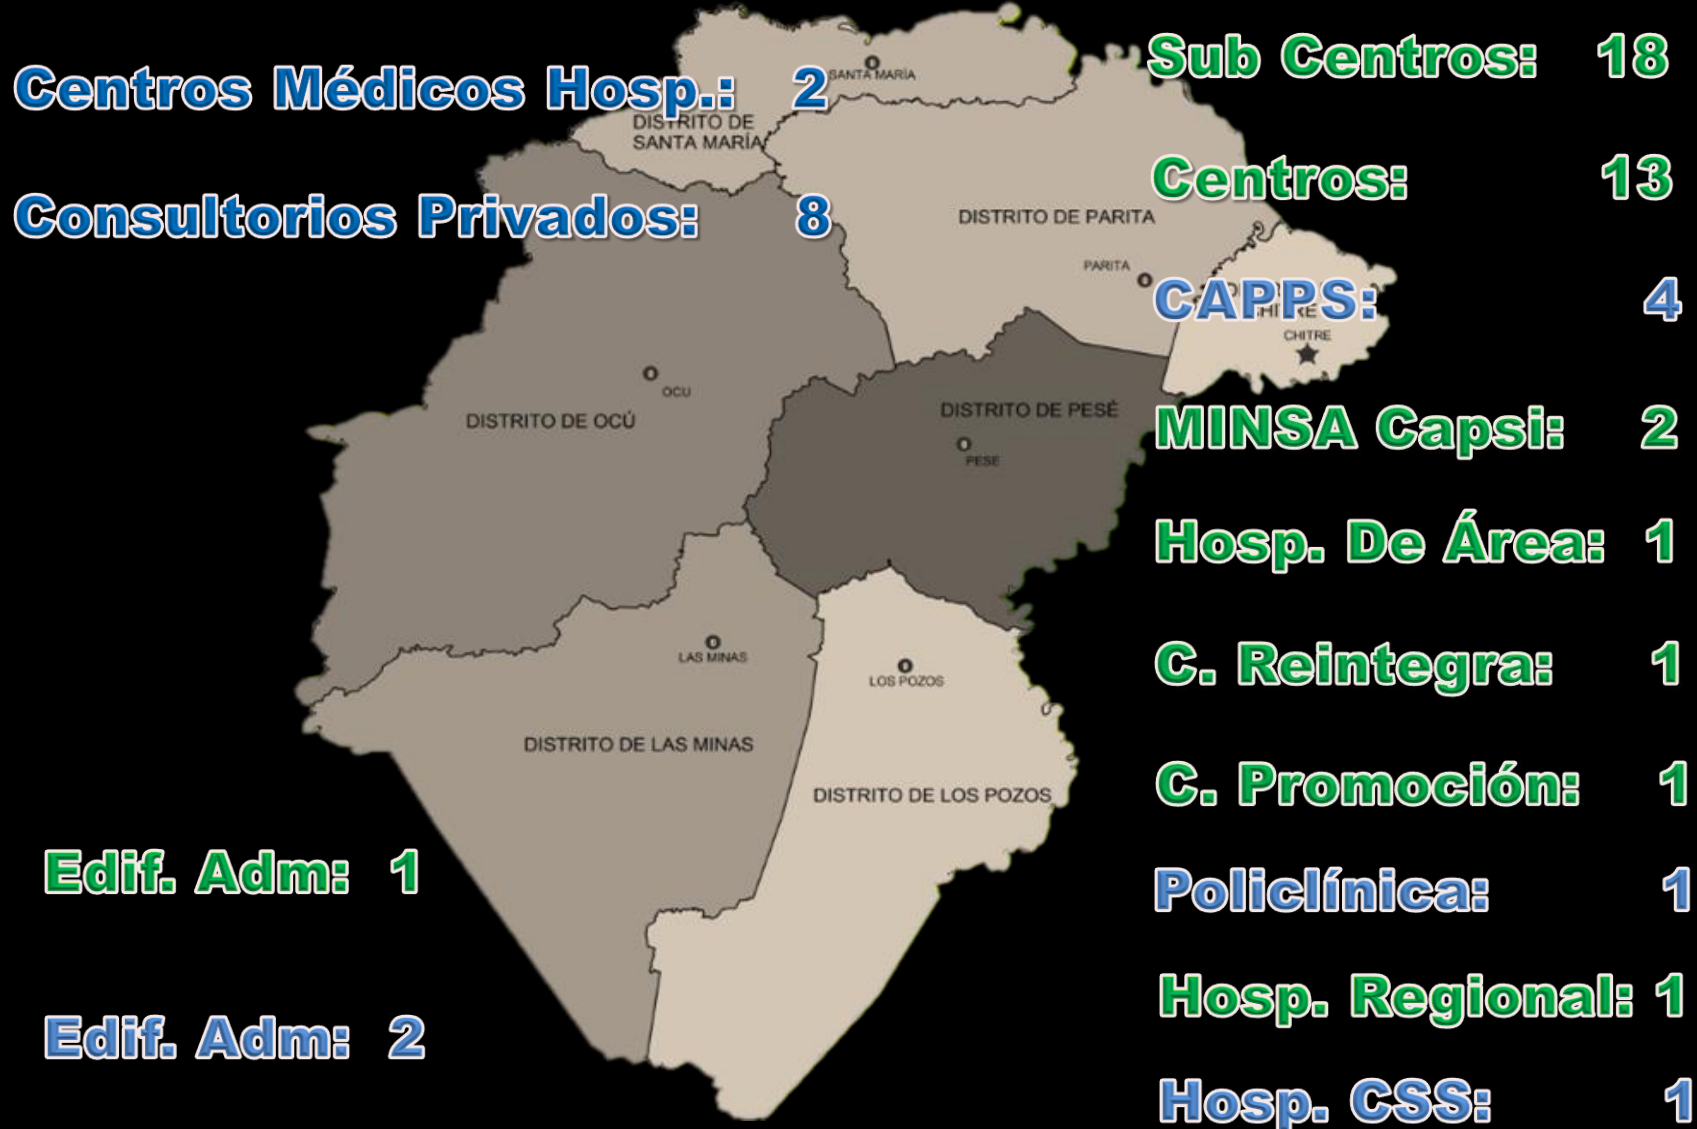 Centros Médicos Hosp.: 2
Consultorios Privados: 8
Sub Centros: 18
Centros: 13
CAPPS: 4
MINSA Capsi: 2
Hosp. De Área: 1
C. Reintegra: 1
C. Promoción: 1
Policlínica: 1
Hosp. Regional: 1
Hosp. CSS: 1
Edif. Adm: 1
Edif. Adm: 2
SANTA MARÍA
DISTRITO DE
SANTA MARÍA
DISTRITO DE PARITA
PARITA
CHITRE
DISTRITO DE OCÚ
OCU
DISTRITO DE PESÉ
PESE
LAS MINAS
DISTRITO DE LAS MINAS
LOS POZOS
DISTRITO DE LOS POZOS